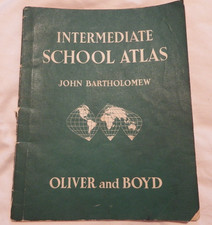 INTERMEDIATE
SCHOOL ATLAS
JOHN BARTHOLOMEW
OLIVER and BOYD